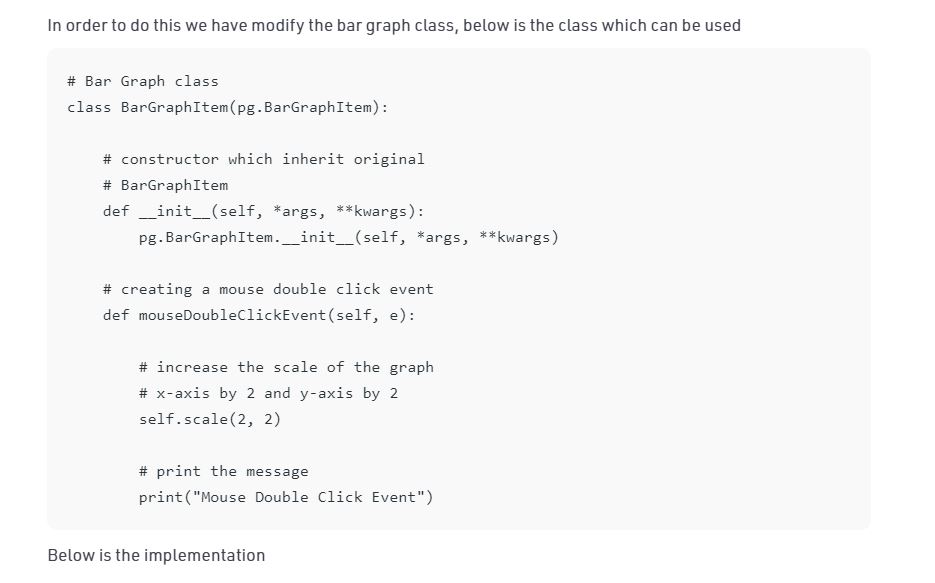 In order to do this we have modify the bar graph class, below is the class which can be used
# Bar Graph class
class BarGraphItem(pg.BarGraphItem):
    # constructor which inherit original
    # BarGraphItem
    def __init__(self, *args, **kwargs):
        pg.BarGraphItem.__init__(self, *args, **kwargs)
    # creating a mouse double click event
    def mouseDoubleClickEvent(self, e):
        # increase the scale of the graph
        # x-axis by 2 and y-axis by 2
        self.scale(2, 2)
        # print the message
        print("Mouse Double Click Event")
Below is the implementation